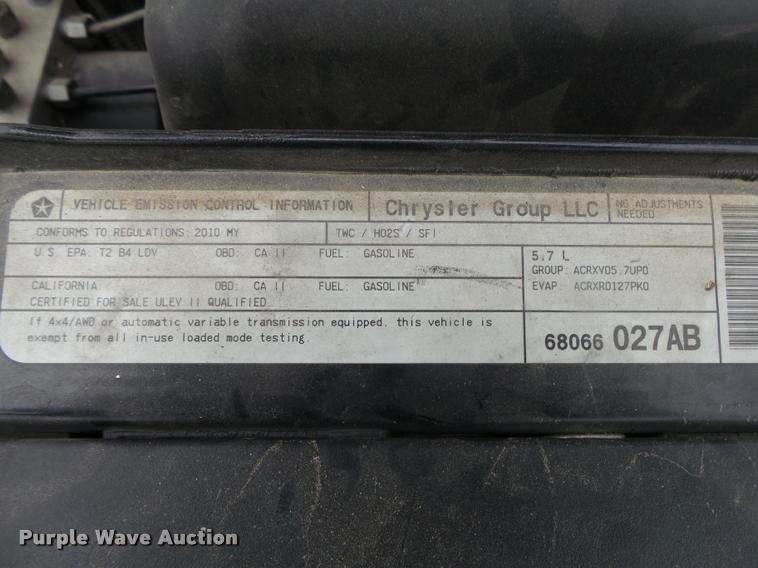 VEHICLE EMISSION CONTROL INFORMATION
Chrysler Group LLC
NO ADJUSTMENTS
NEEDED
CONFORMS TO REGULATIONS: 2010 MY
TWC / HO2S / SFI
U.S. EPA: T2 B4 LDV OBD: CA II FUEL: GASOLINE
CALIFORNIA OBD: CA II FUEL: GASOLINE
CERTIFIED FOR SALE ULEV II QUALIFIED
5.7 L
GROUP: ACRXV05.7UP0
EVAP: ACRXR0127PK0
If 4x4/AWD or automatic variable transmission equipped, this vehicle is
exempt from all in-use loaded mode testing.
68066 027AB
Purple Wave Auction